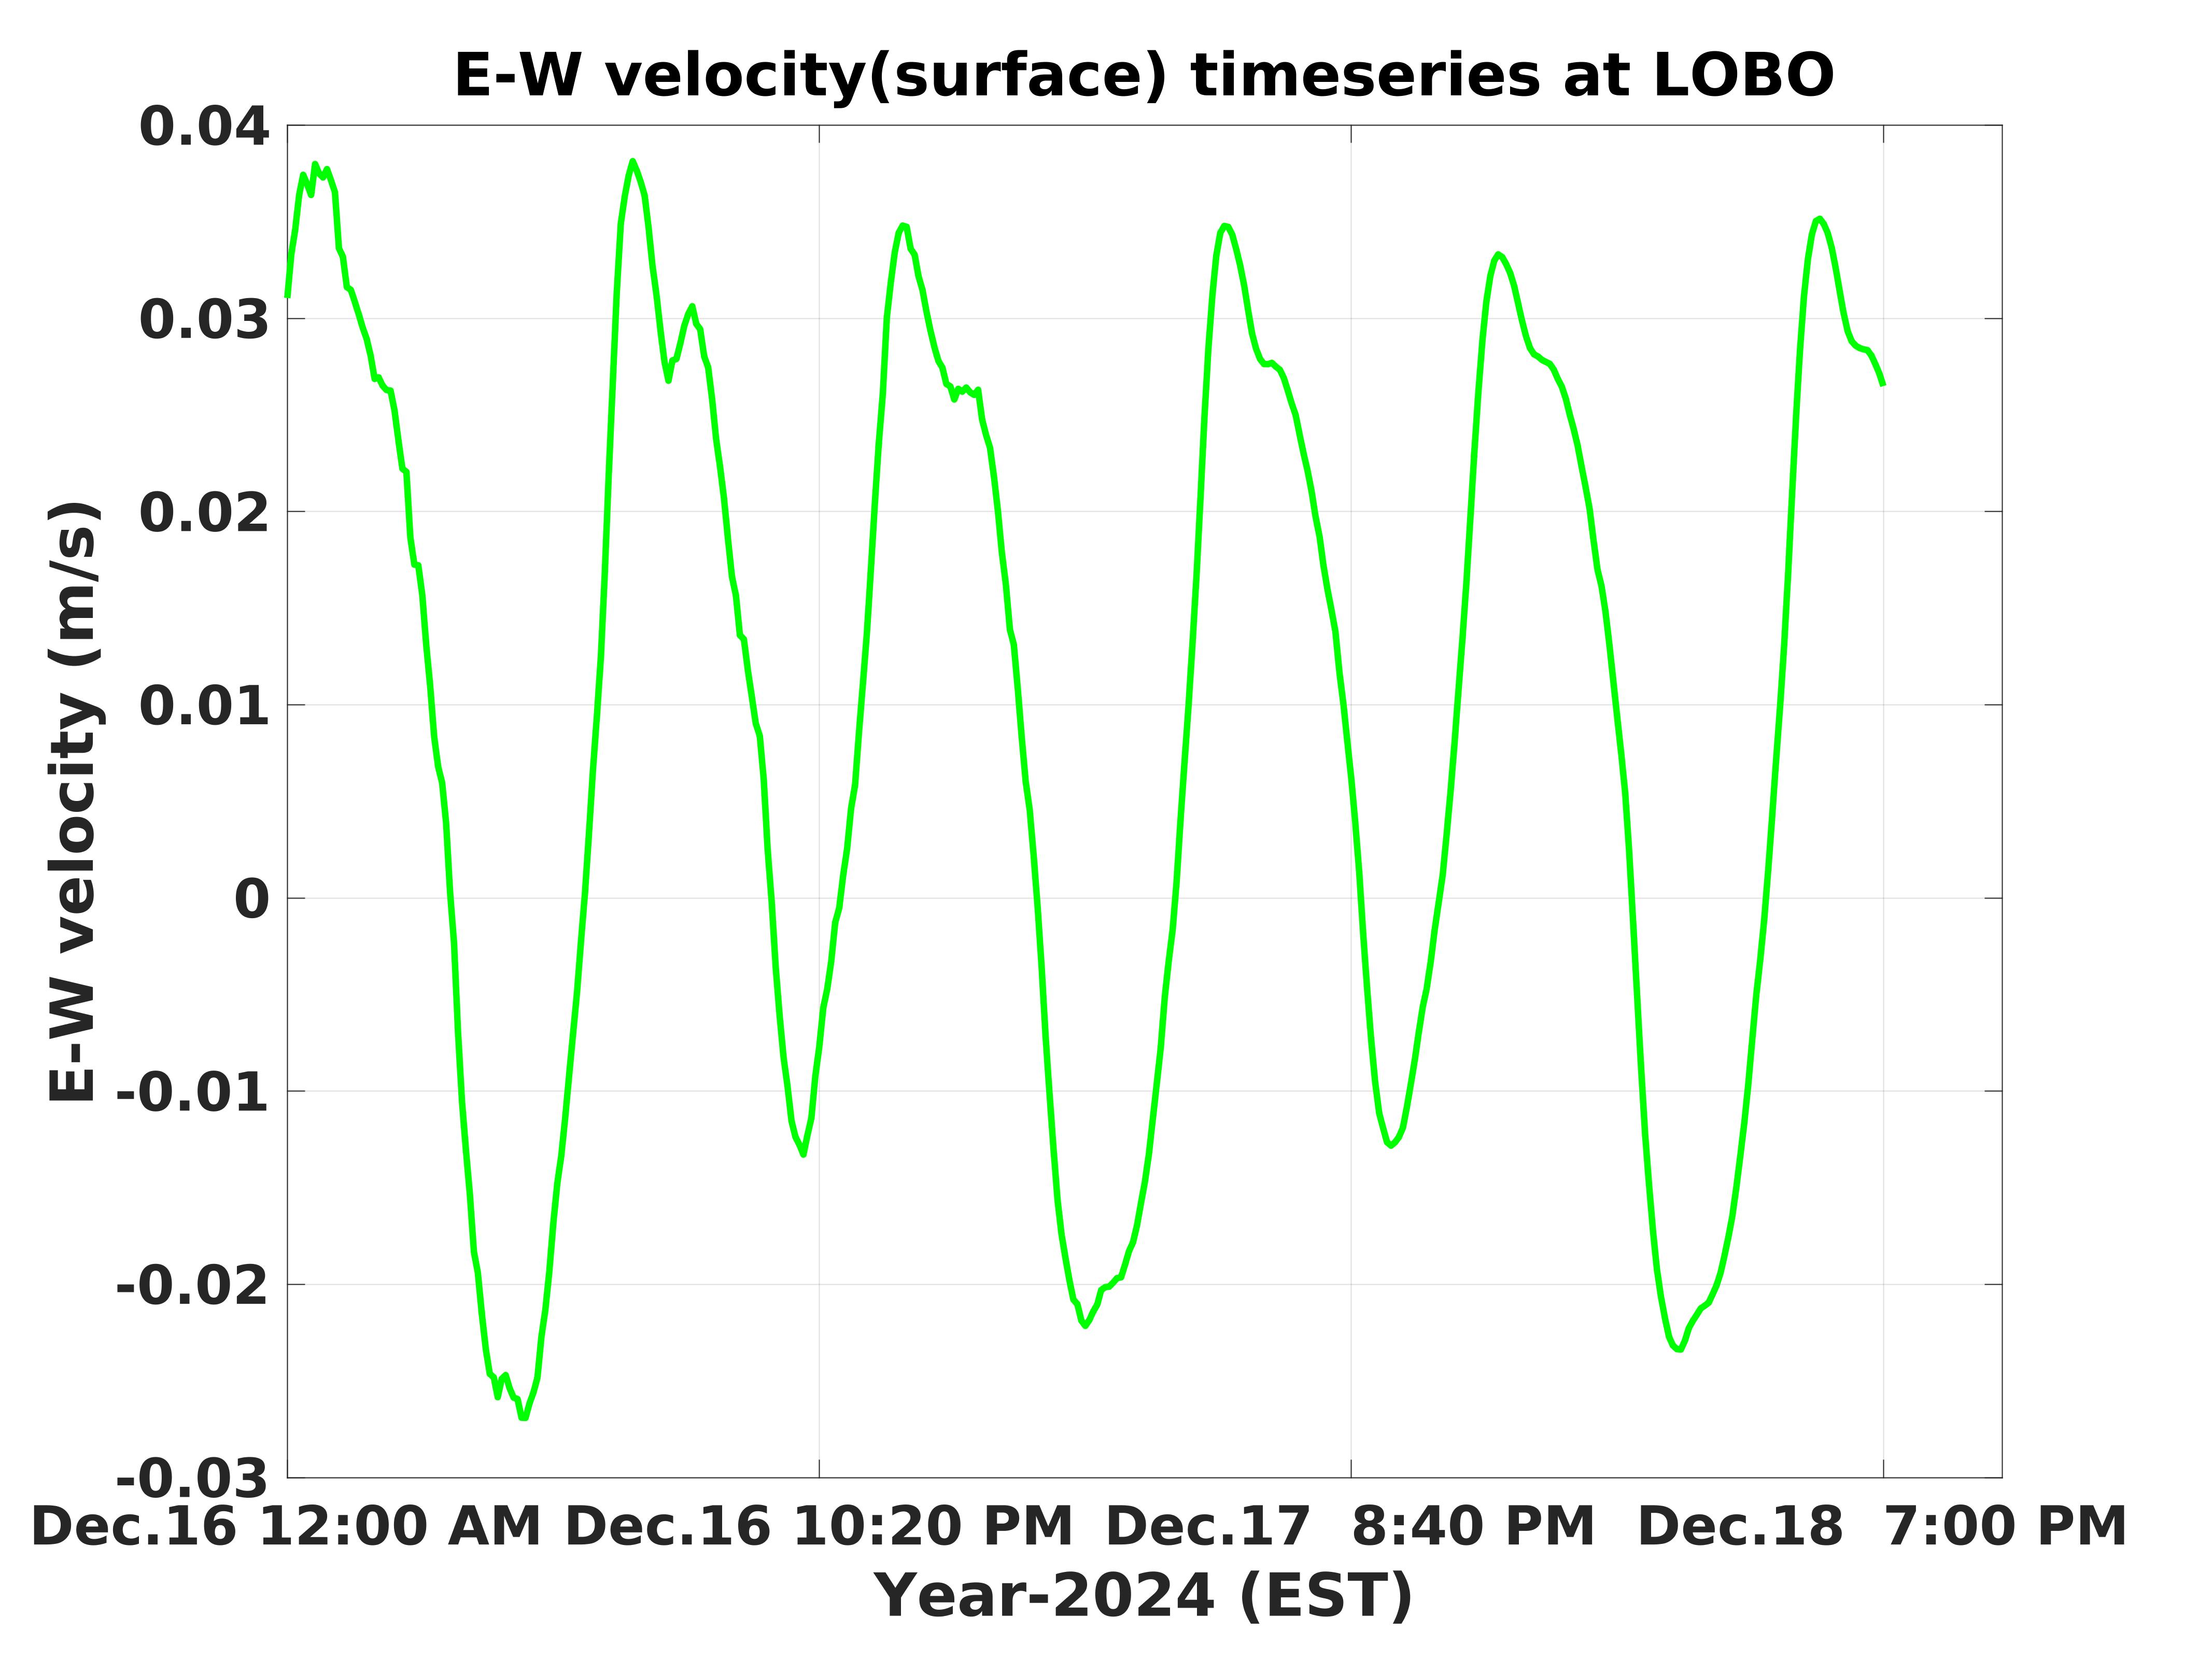 E-W velocity(surface) timeseries at LOBO
E-W velocity (m/s)
0.04
0.03
0.02
0.01
0
-0.01
-0.02
-0.03
Dec.16 12:00 AM Dec.16 10:20 PM Dec.17 8:40 PM Dec.18 7:00 PM
Year-2024 (EST)